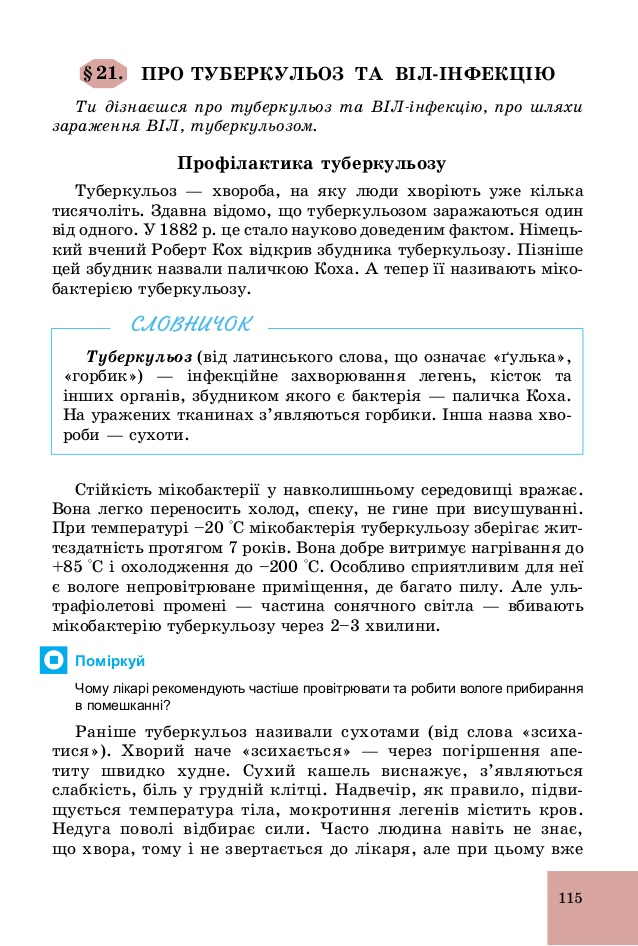 § 21. ПРО ТУБЕРКУЛЬОЗ ТА ВІЛ-ІНФЕКЦІЮ
Ти дізнаєшся про туберкульоз та ВІЛ-інфекцію, про шляхи
зараження ВІЛ, туберкульозом.
Профілактика туберкульозу
Туберкульоз — хвороба, на яку люди хворіють уже кілька
тисячоліть. Здавна відомо, що туберкульозом заражаються один
від одного. У 1882 р. це стало науково доведеним фактом. Німець-
кий вчений Роберт Кох відкрив збудника туберкульозу. Пізніше
цей збудник назвали паличкою Коха. А тепер її називають міко-
бактерією туберкульозу.
СЛОВНИЧОК
Туберкульоз (від латинського слова, що означає «ґулька»,
«горбик») — інфекційне захворювання легень, кісток та
інших органів, збудником якого є бактерія — паличка Коха.
На уражених тканинах з’являються горбики. Інша назва хво-
роби — сухоти.
Стійкість мікобактерії у навколишньому середовищі вражає.
Вона легко переносить холод, спеку, не гине при висушуванні.
При температурі –20 °С мікобактерія туберкульозу зберігає жит-
тєздатність протягом 7 років. Вона добре витримує нагрівання до
+85 °С і охолодження до –200 °С. Особливо сприятливим для неї
є вологе непровітрюване приміщення, де багато пилу. Але уль-
трафіолетові промені — частина сонячного світла — вбивають
мікобактерію туберкульозу через 2–3 хвилини.
Поміркуй
Чому лікарі рекомендують частіше провітрювати та робити вологе прибирання
в помешканні?
Раніше туберкульоз називали сухотами (від слова «зсиха-
тися»). Хворий наче «зсихається» — через погіршення апе-
титу швидко худне. Сухий кашель виснажує, з’являються
слабкість, біль у грудній клітці. Надвечір, як правило, підви-
щується температура тіла, мокротиння легенів містить кров.
Недуга поволі відбирає сили. Часто людина навіть не знає,
що хвора, тому і не звертається до лікаря, але при цьому вже
115